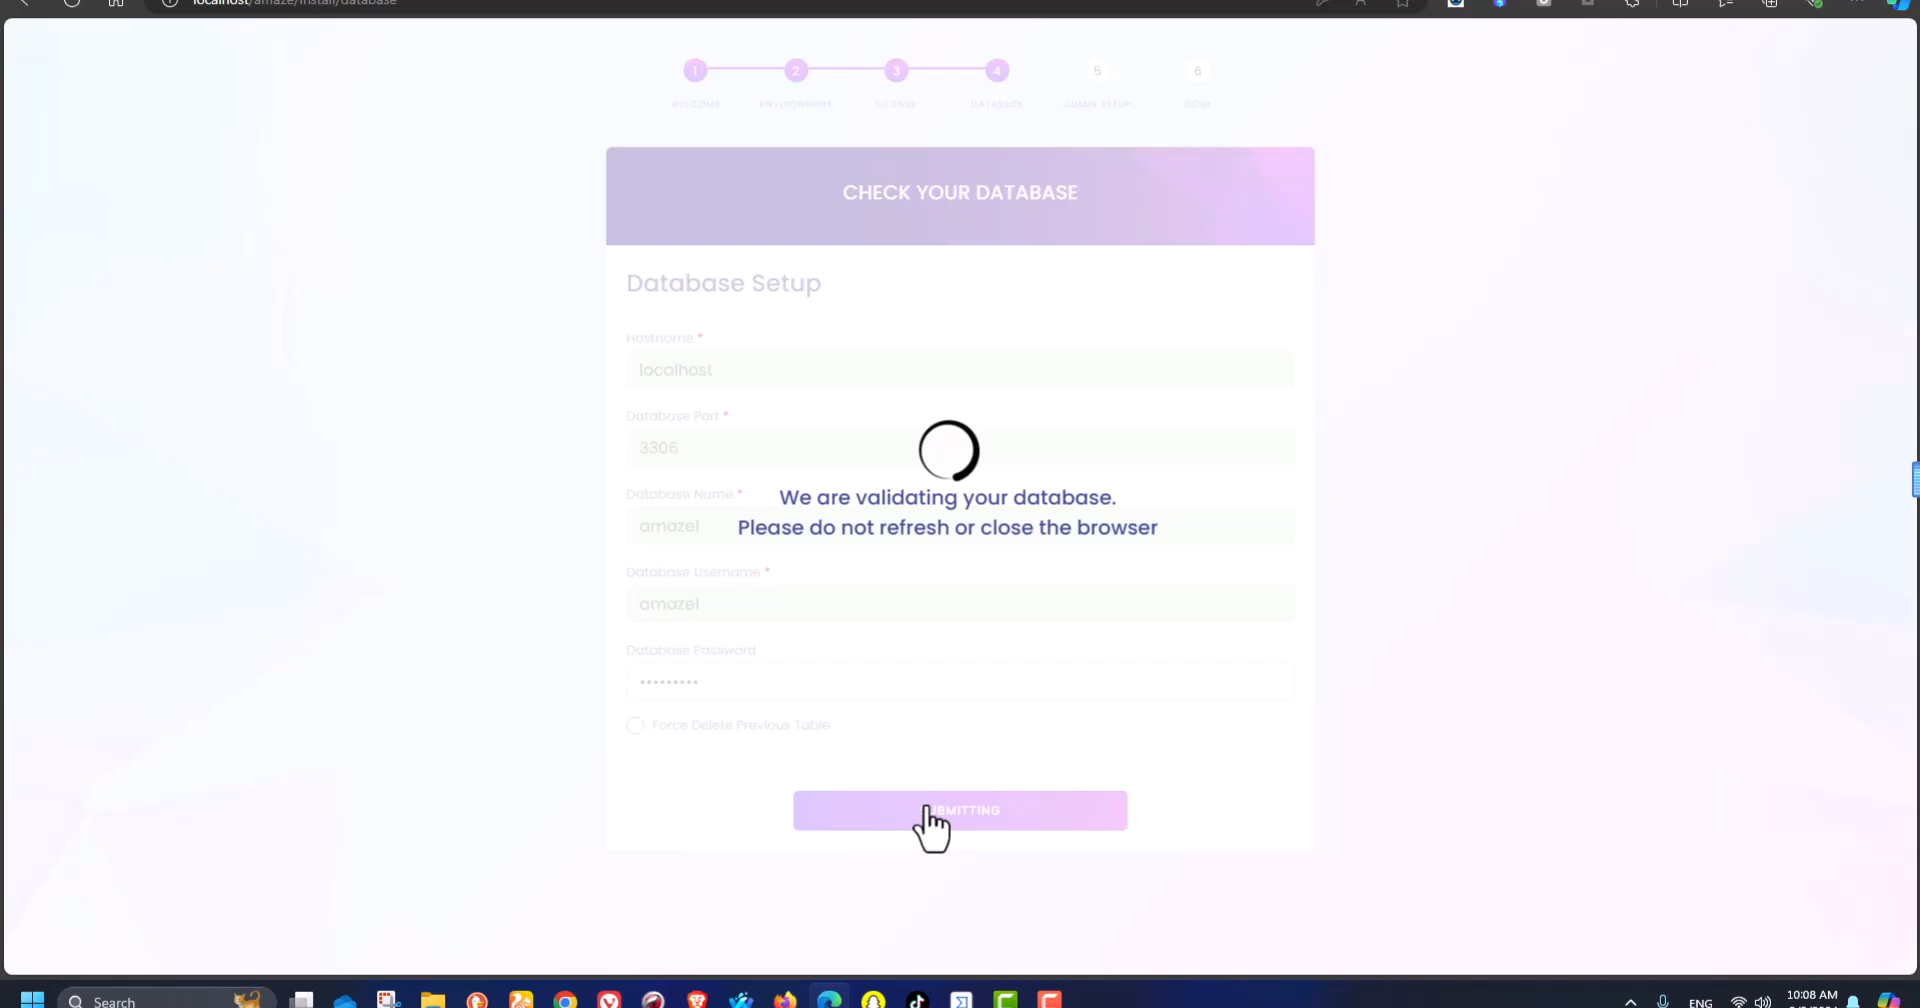 localhost/amaze/install/database
1
2
3
4
5
6
WELCOME
ENVIRONMENT
LICENSE
DATABASE
ADMIN SETUP
DONE
CHECK YOUR DATABASE
Database Setup
Hostname *
localhost
Database Port *
3306
Database Name *
amaze1
We are validating your database.
Please do not refresh or close the browser
Database Username *
amaze1
Database Password
•••••••••
Force Delete Previous Table
Search
ENG
10:08 AM